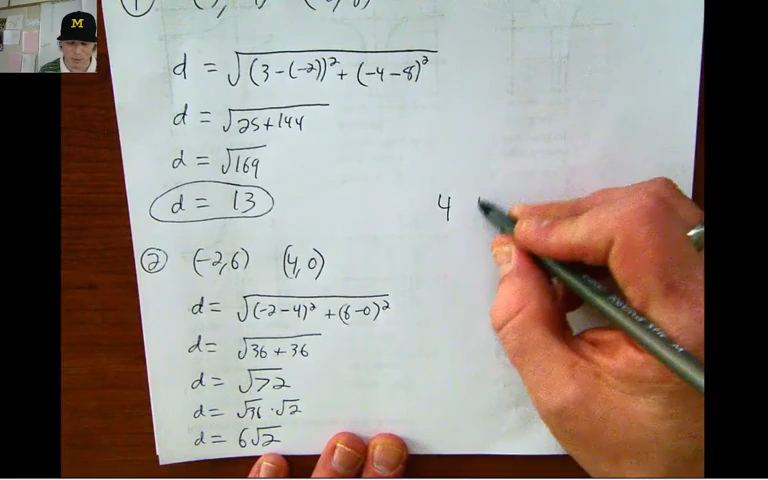 M
①
d = √(3-(-2))² + (-4-8)²
d = √25+144
d = √169
d = 13
4
② (-2,6) (4,0)
d = √(-2-4)² + (6-0)²
d = √36 + 36
d = √72
d = √36 · √2
d = 6√2